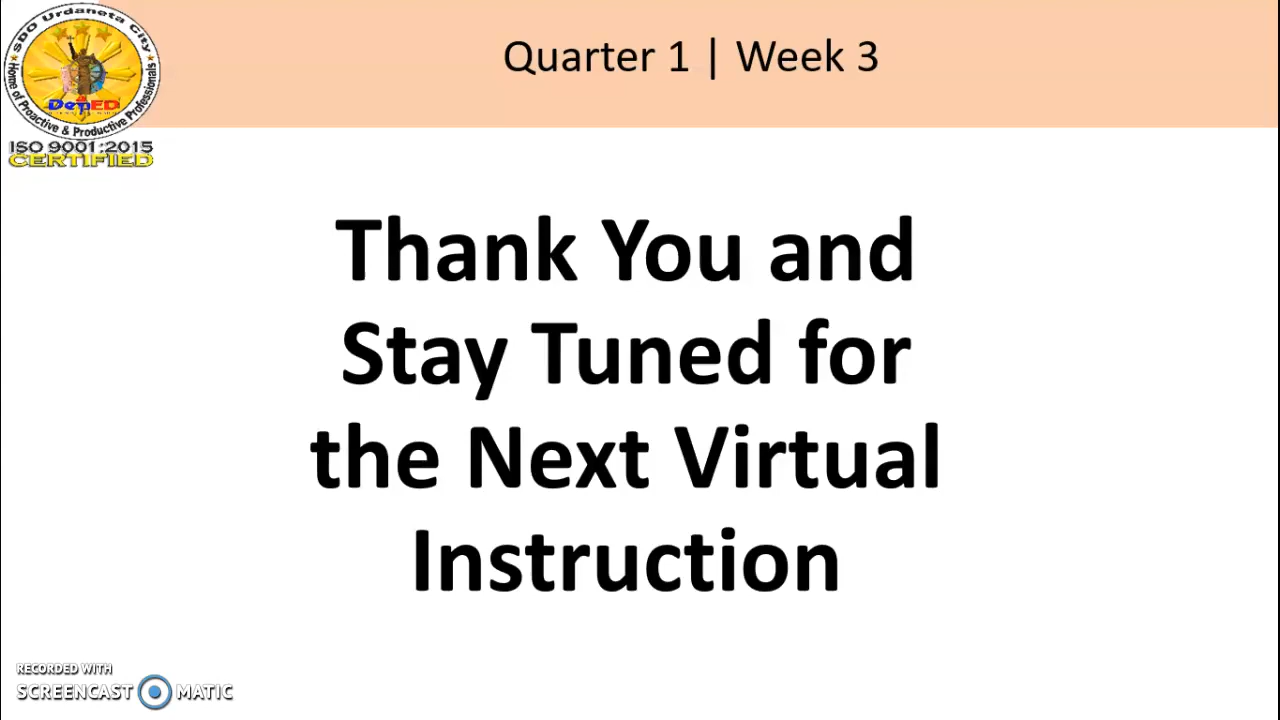 SDO Urdaneta City
Home of Proactive & Productive Professionals
DepED
ISO 9001:2015
CERTIFIED
Quarter 1 | Week 3
Thank You and
Stay Tuned for
the Next Virtual
Instruction
RECORDED WITH
SCREENCAST MATIC